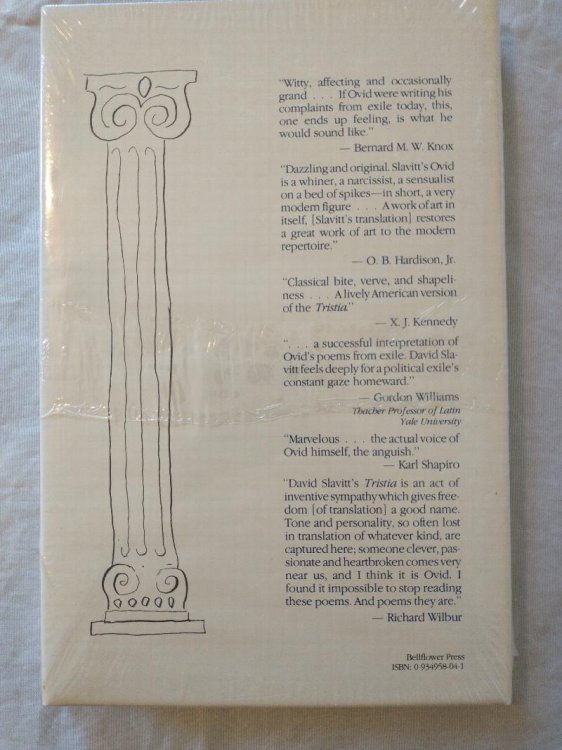 "Witty, affecting and occasionally
grand . . . If Ovid were writing his
complaints from exile today, this,
one ends up feeling, is what he
would sound like."
— Bernard M. W. Knox
"Dazzling and original. Slavitt's Ovid
is a whiner, a narcissist, a sensualist
on a bed of spikes—in short, a very
modern figure . . . A work of art in
itself, [Slavitt's translation] restores
a great work of art to the modern
repertoire."
— O. B. Hardison, Jr.
"Classical bite, verve, and shapeli-
ness . . . A lively American version
of the Tristia."
— X. J. Kennedy
". . . a successful interpretation of
Ovid's poems from exile. David Sla-
vitt feels deeply for a political exile's
constant gaze homeward."
— Gordon Williams
Thacher Professor of Latin
Yale University
"Marvelous . . . the actual voice of
Ovid himself, the anguish."
— Karl Shapiro
"David Slavitt's Tristia is an act of
inventive sympathy which gives free-
dom [of translation] a good name.
Tone and personality, so often lost
in translation of whatever kind, are
captured here; someone clever, pas-
sionate and heartbroken comes very
near us, and I think it is Ovid. I
found it impossible to stop reading
these poems. And poems they are."
— Richard Wilbur
Bellflower Press
ISBN: 0-934958-04-1